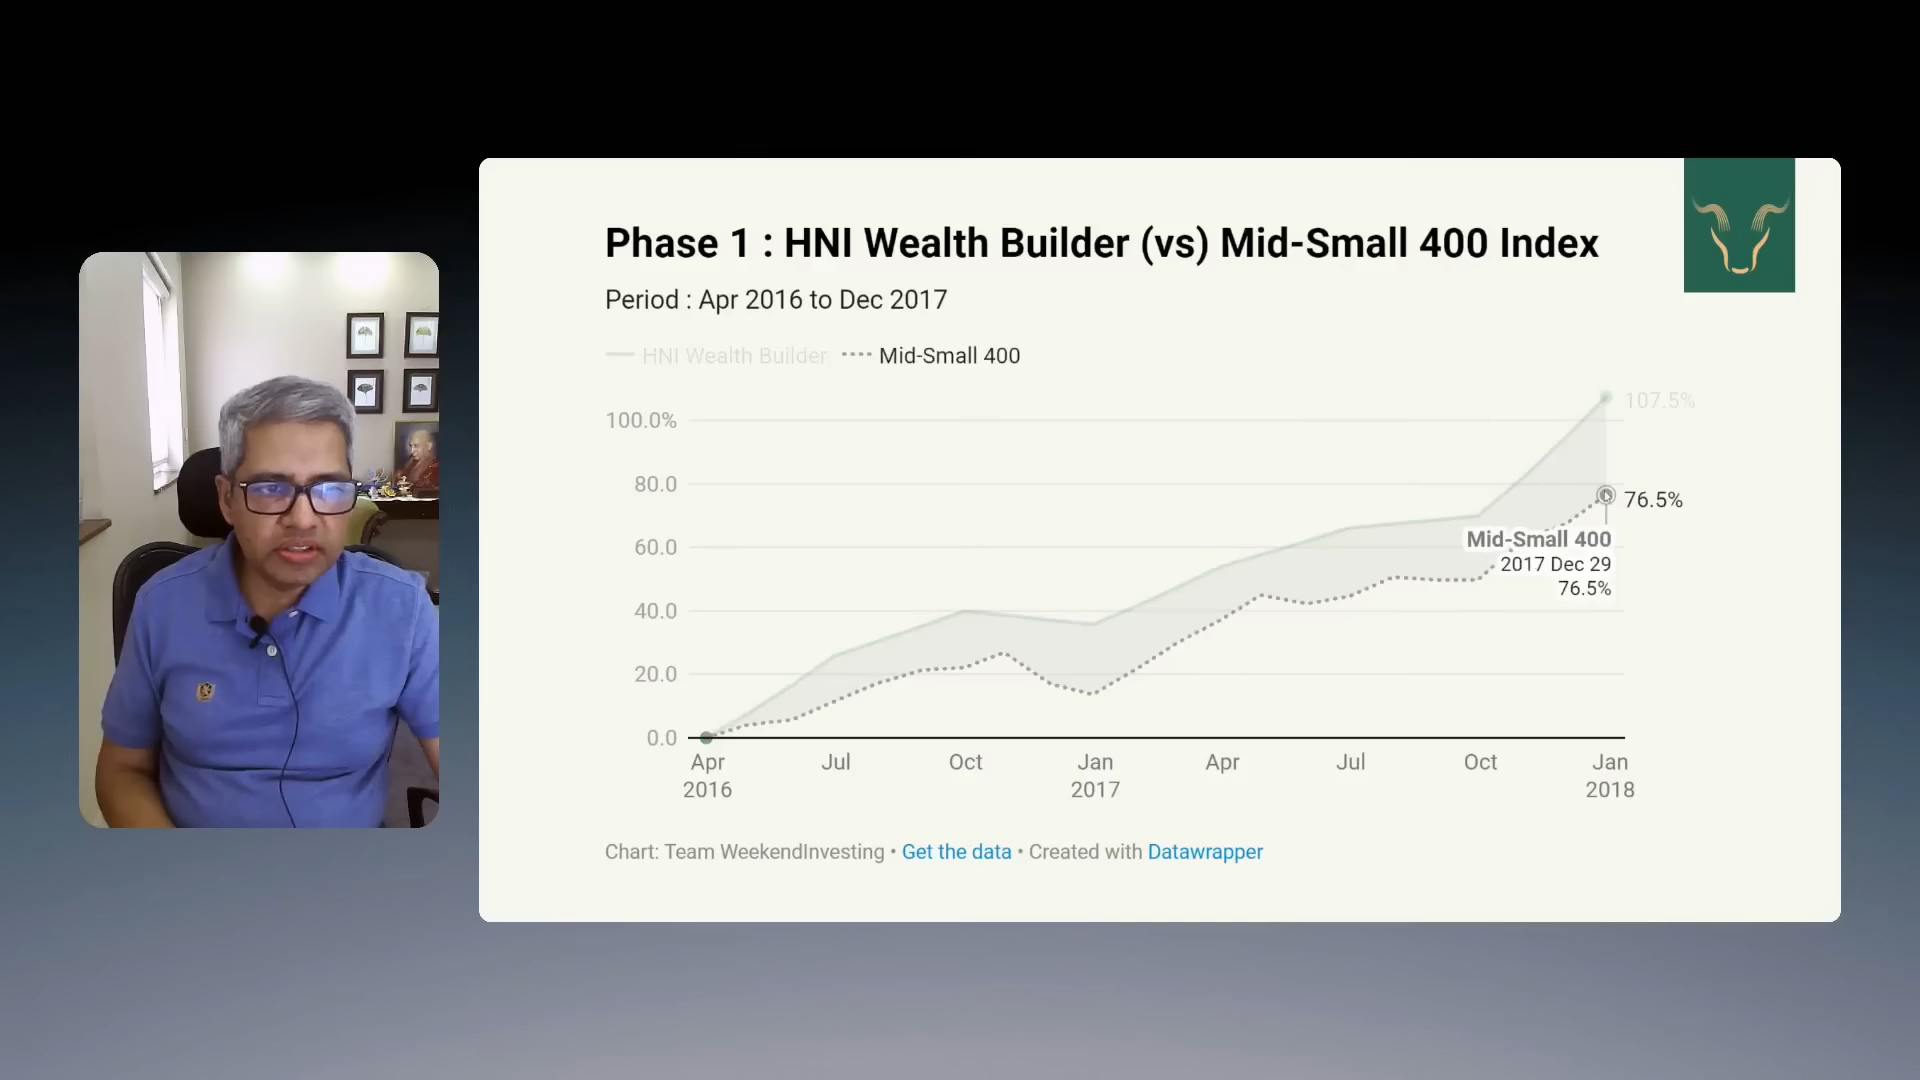 Phase 1 : HNI Wealth Builder (vs) Mid-Small 400 Index
Period : Apr 2016 to Dec 2017
HNI Wealth Builder Mid-Small 400
107.5%
100.0%
80.0
76.5%
Mid-Small 400
2017 Dec 29
76.5%
60.0
40.0
20.0
0.0
Apr Jul Oct Jan Apr Jul Oct Jan
2016 2017 2018
Chart: Team WeekendInvesting • Get the data • Created with Datawrapper